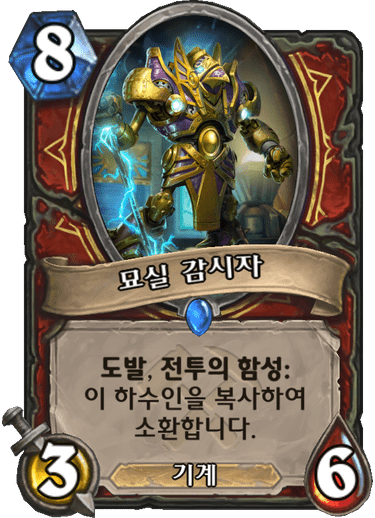 8
묘실 감시자
도발, 전투의 함성:
이 하수인을 복사하여
소환합니다.
3
기계
6